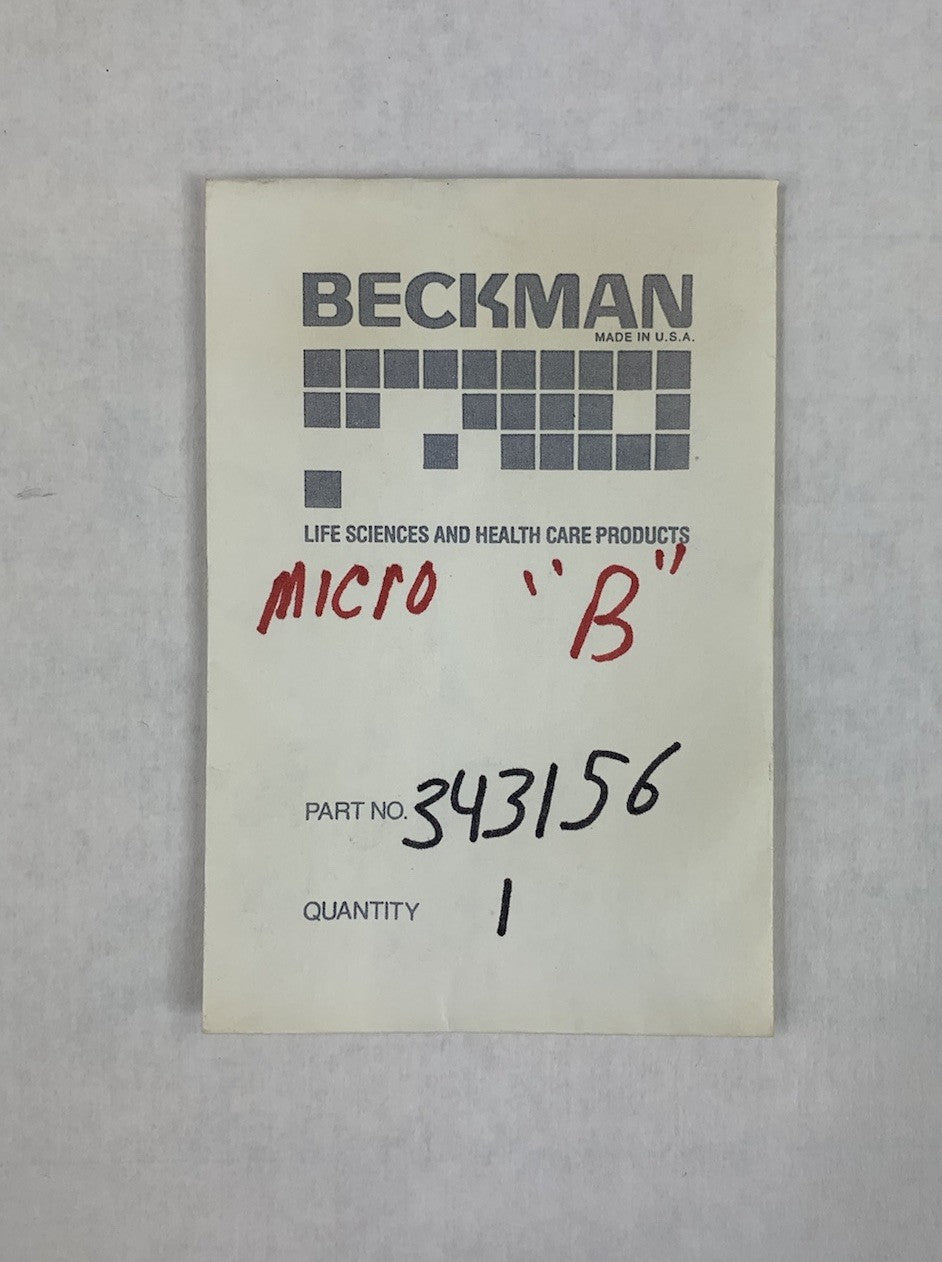 BECKMAN
MADE IN U.S.A.
LIFE SCIENCES AND HEALTH CARE PRODUCTS
MICrO "B"
PART NO. 343156
QUANTITY 1